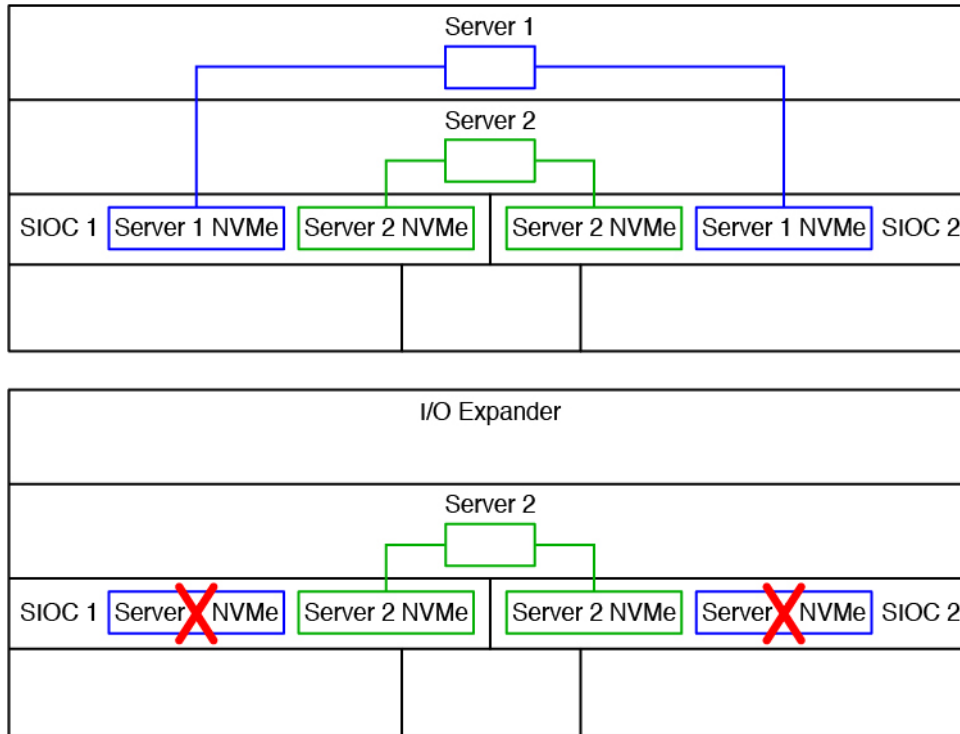 Server 1
Server 2
SIOC 1 Server 1 NVMe Server 2 NVMe Server 2 NVMe Server 1 NVMe SIOC 2
I/O Expander
Server 2
SIOC 1 Server NVMe Server 2 NVMe Server 2 NVMe Server NVMe SIOC 2